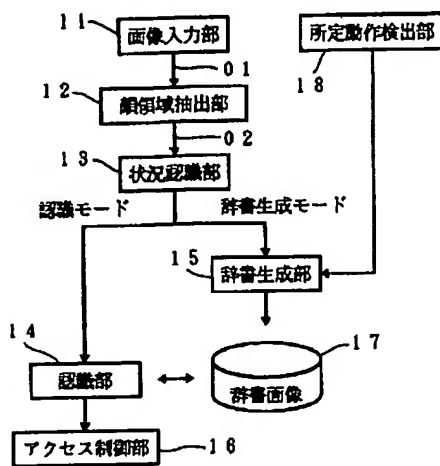 11
画像入力部
01
所定動作検出部
18
12
顔領域抽出部
02
13
状況認識部
認識モード
辞書生成モード
15
辞書生成部
14
認識部
17
辞書画像
アクセス制御部
16